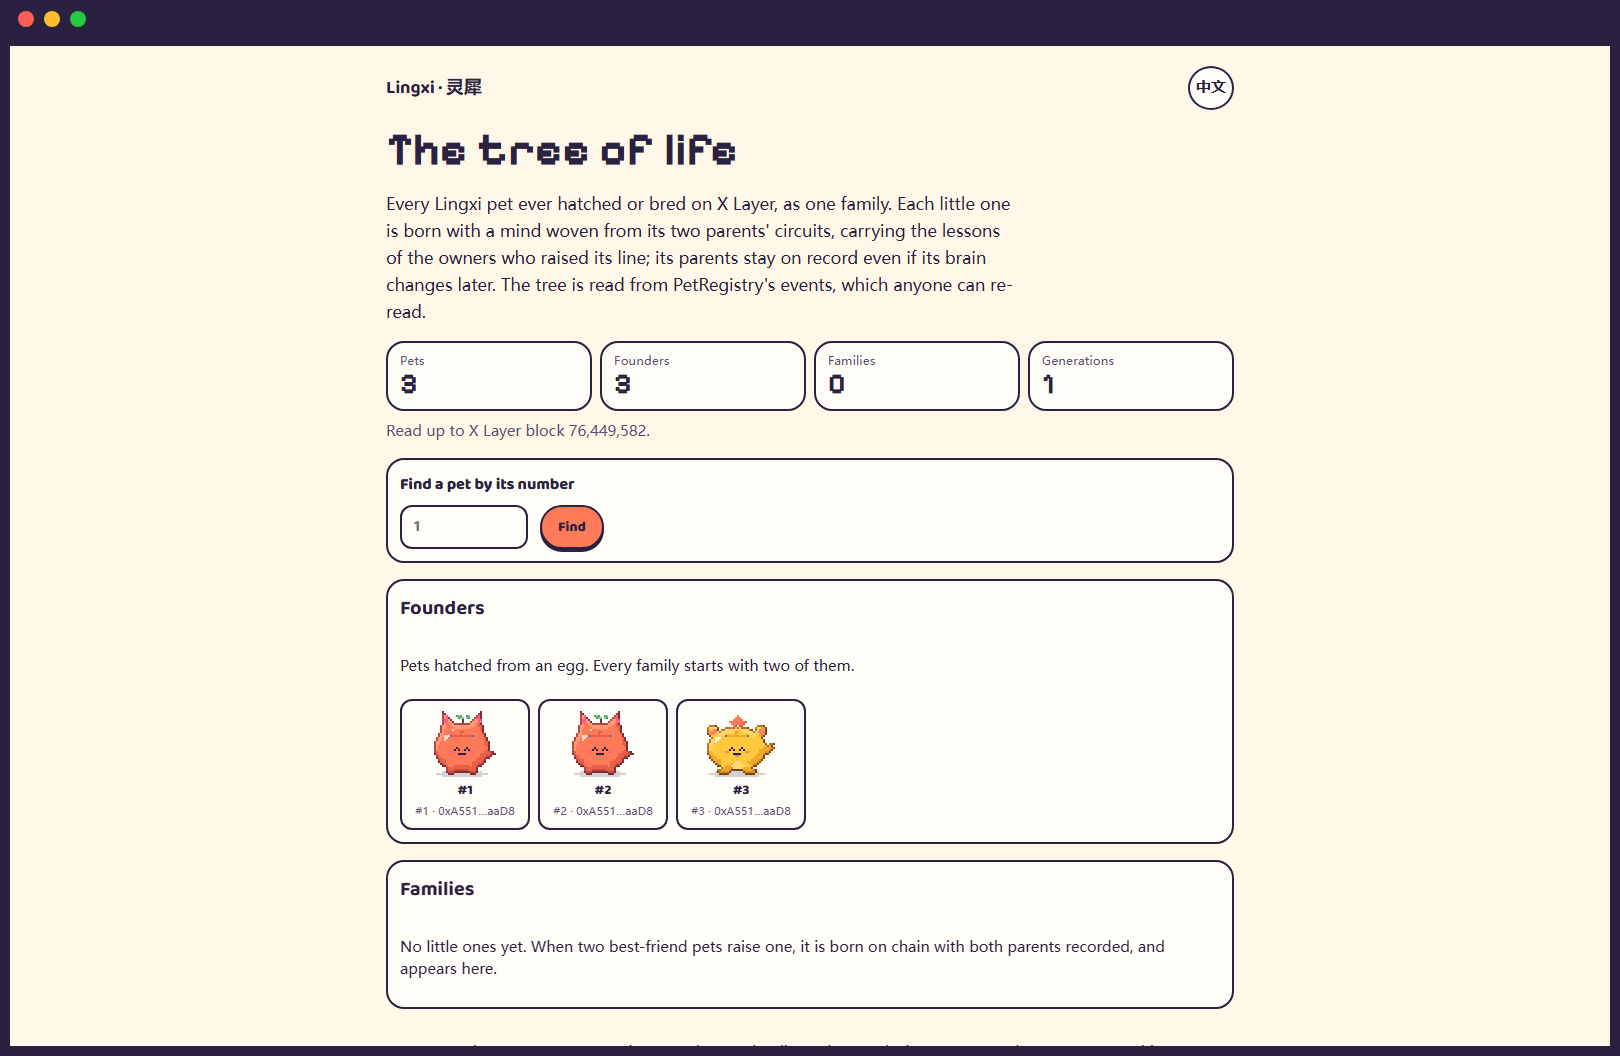 Lingxi · 灵犀
中文
The tree of life
Every Lingxi pet ever hatched or bred on X Layer, as one family. Each little one
is born with a mind woven from its two parents' circuits, carrying the lessons
of the owners who raised its line; its parents stay on record even if its brain
changes later. The tree is read from PetRegistry's events, which anyone can re-
read.
Pets
3
Founders
3
Families
0
Generations
1
Read up to X Layer block 76,449,582.
Find a pet by its number
1
Find
Founders
Pets hatched from an egg. Every family starts with two of them.
#1
#1 · 0xA551…aaD8
#2
#2 · 0xA551…aaD8
#3
#3 · 0xA551…aaD8
Families
No little ones yet. When two best-friend pets raise one, it is born on chain with both parents recorded, and
appears here.